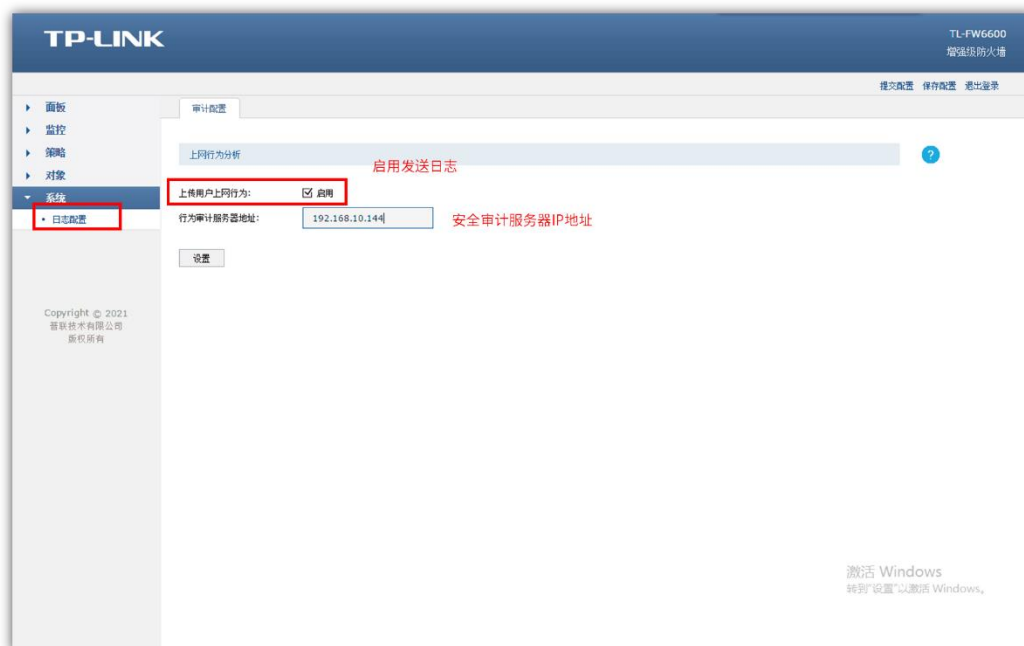 TP-LINK
TL-FW6600
增强级防火墙
提交配置 保存配置 退出登录
面板
监控
策略
对象
系统
日志配置
Copyright © 2021
普联技术有限公司
版权所有
审计配置
上网行为分析
?
启用发送日志
上传用户上网行为: 启用
行为审计服务器地址: 192.168.10.144
安全审计服务器IP地址
设置
激活 Windows
转到"设置"以激活 Windows。